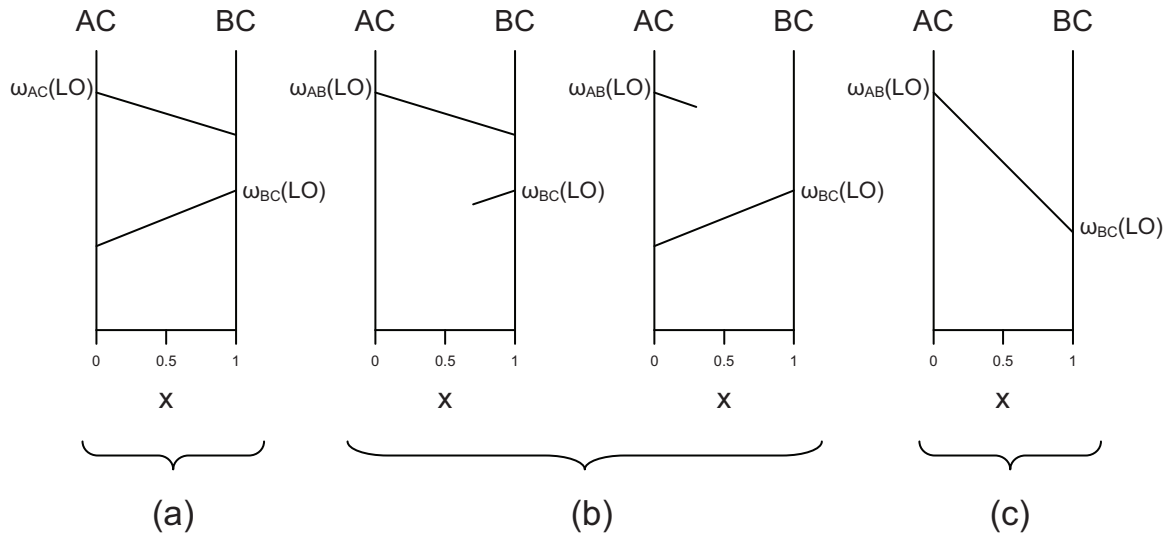 AC BC AC BC AC BC AC BC
ωAC(LO) ωAB(LO) ωAB(LO) ωAB(LO)
ωBC(LO) ωBC(LO) ωBC(LO)
ωBC(LO)
0 0.5 1 0 0.5 1 0 0.5 1 0 0.5 1
x x x x
(a) (b) (c)